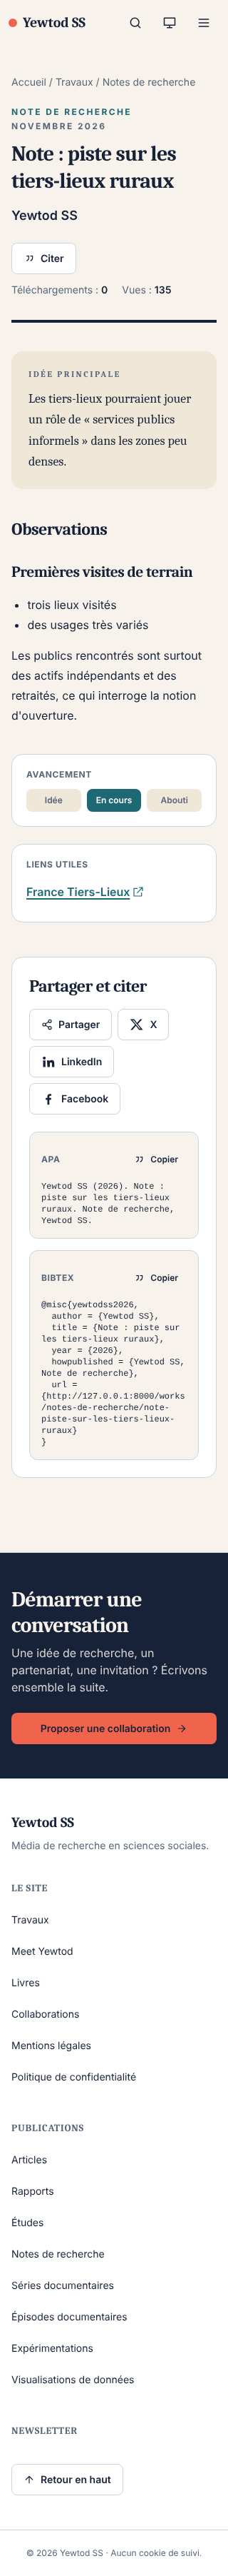 Yewtod SS
Accueil / Travaux / Notes de recherche
NOTE DE RECHERCHE
NOVEMBRE 2026
Note : piste sur les
tiers-lieux ruraux
Yewtod SS
Citer
Téléchargements : 0 Vues : 135
IDÉE PRINCIPALE
Les tiers-lieux pourraient jouer
un rôle de « services publics
informels » dans les zones peu
denses.
Observations
Premières visites de terrain
• trois lieux visités
• des usages très variés
Les publics rencontrés sont surtout
des actifs indépendants et des
retraités, ce qui interroge la notion
d'ouverture.
AVANCEMENT
Idée En cours Abouti
LIENS UTILES
France Tiers-Lieux
Partager et citer
Partager X
LinkedIn
Facebook
APA Copier
Yewtod SS (2026). Note :
piste sur les tiers-lieux
ruraux. Note de recherche,
Yewtod SS.
BIBTEX Copier
@misc{yewtodss2026,
author = {Yewtod SS},
title = {Note : piste sur
les tiers-lieux ruraux},
year = {2026},
howpublished = {Yewtod SS,
Note de recherche},
url =
{http://127.0.0.1:8000/works
/notes-de-recherche/note-
piste-sur-les-tiers-lieux-
ruraux}
}
Démarrer une
conversation
Une idée de recherche, un
partenariat, une invitation ? Écrivons
ensemble la suite.
Proposer une collaboration →
Yewtod SS
Média de recherche en sciences sociales.
LE SITE
Travaux
Meet Yewtod
Livres
Collaborations
Mentions légales
Politique de confidentialité
PUBLICATIONS
Articles
Rapports
Études
Notes de recherche
Séries documentaires
Épisodes documentaires
Expérimentations
Visualisations de données
NEWSLETTER
↑ Retour en haut
© 2026 Yewtod SS · Aucun cookie de suivi.